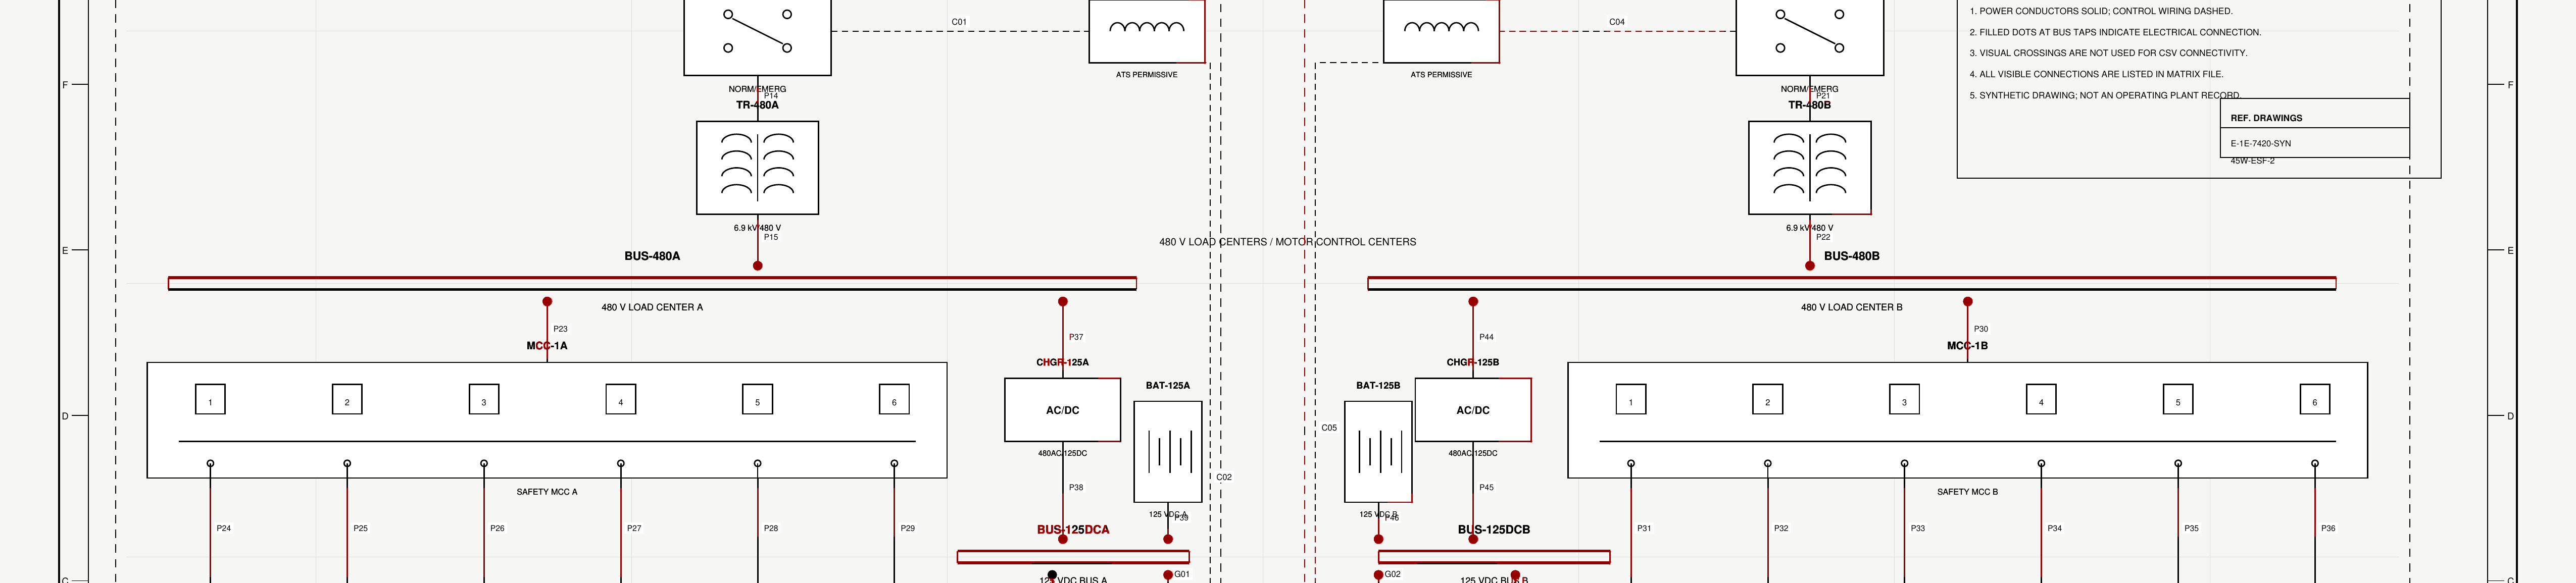 C01
C04
1. POWER CONDUCTORS SOLID; CONTROL WIRING DASHED.
2. FILLED DOTS AT BUS TAPS INDICATE ELECTRICAL CONNECTION.
3. VISUAL CROSSINGS ARE NOT USED FOR CSV CONNECTIVITY.
4. ALL VISIBLE CONNECTIONS ARE LISTED IN MATRIX FILE.
5. SYNTHETIC DRAWING; NOT AN OPERATING PLANT RECORD.
ATS PERMISSIVE
ATS PERMISSIVE
F
F
NORM/EMERG
P14
TR-480A
NORM/EMERG
P21
TR-480B
REF. DRAWINGS
E-1E-7420-SYN
45W-ESF-2
6.9 kV/480 V
P15
6.9 kV/480 V
P22
480 V LOAD CENTERS / MOTOR CONTROL CENTERS
E
E
BUS-480A
BUS-480B
480 V LOAD CENTER A
480 V LOAD CENTER B
P23
P37
P44
P30
MCC-1A
MCC-1B
CHGR-125A
CHGR-125B
BAT-125A
BAT-125B
1
2
3
4
5
6
AC/DC
AC/DC
1
2
3
4
5
6
D
D
C05
480AC/125DC
480AC/125DC
C02
P38
P45
SAFETY MCC A
SAFETY MCC B
125 VDC A
P39
125 VDC B
P46
P24
P25
P26
P27
P28
P29
BUS-125DCA
BUS-125DCB
P31
P32
P33
P34
P35
P36
G01
G02
125 VDC BUS A
125 VDC BUS B
C
C